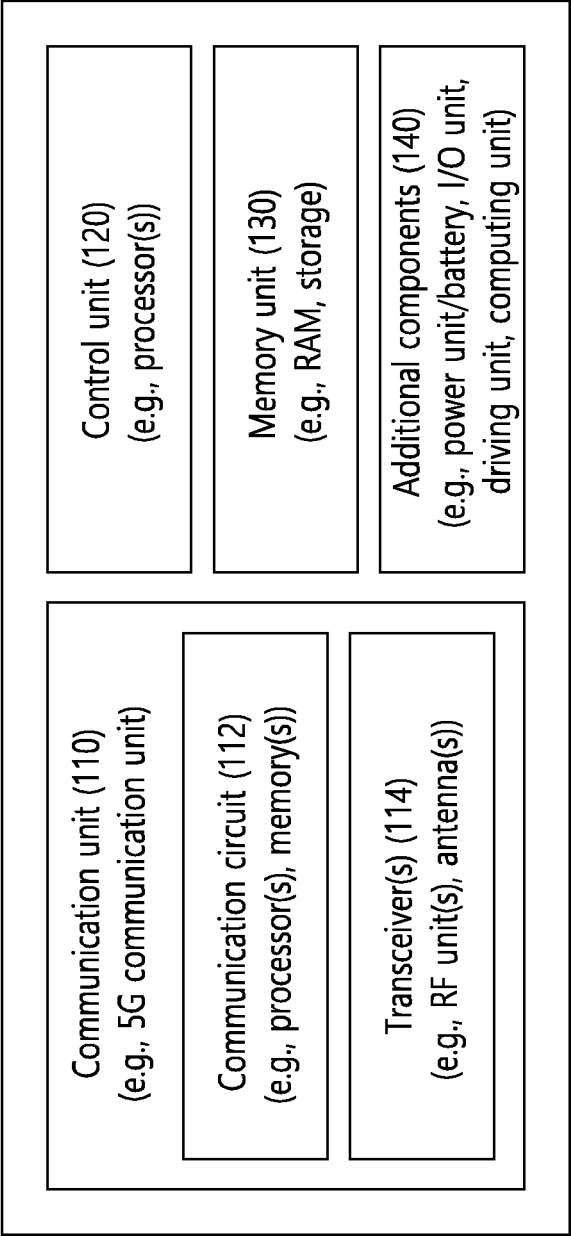 Communication unit (110)
(e.g., 5G communication unit)
Communication circuit (112)
(e.g., processor(s), memory(s))
Transceiver(s) (114)
(e.g., RF unit(s), antenna(s))
Control unit (120)
(e.g., processor(s))
Memory unit (130)
(e.g., RAM, storage)
Additional components (140)
(e.g., power unit/battery, I/O unit,
driving unit, computing unit)